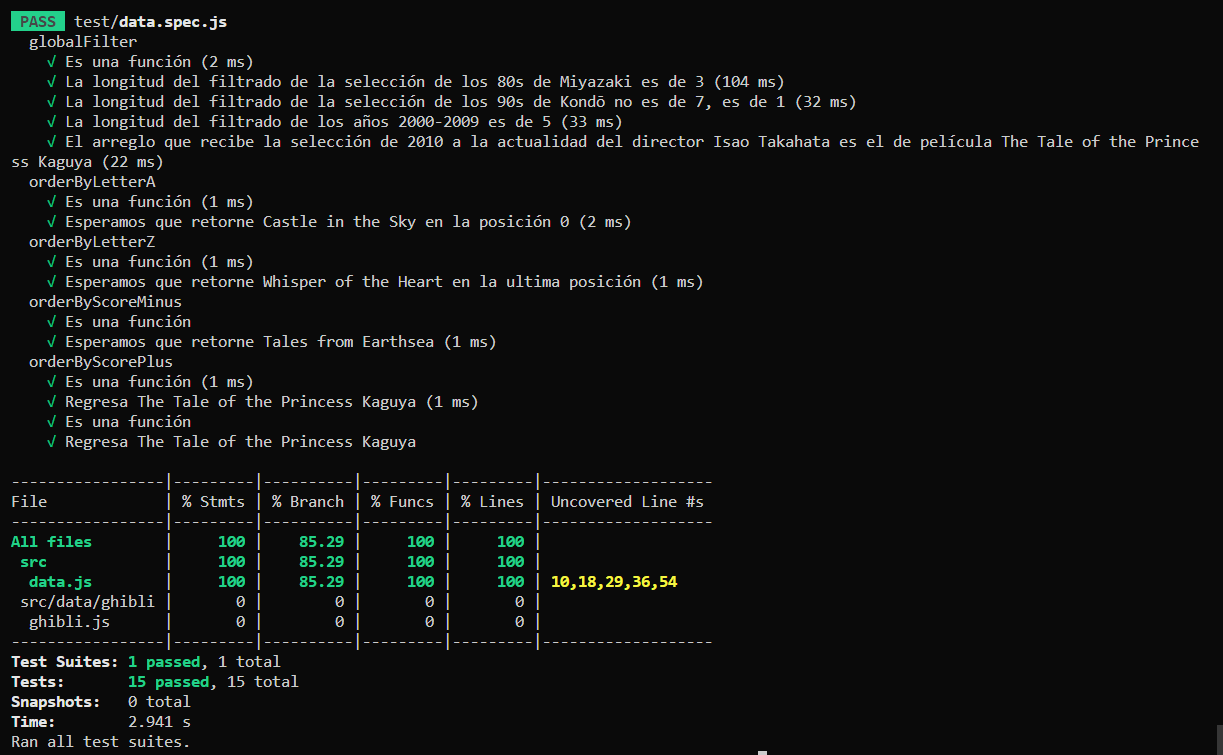 PASS test/data.spec.js
globalFilter
√ Es una función (2 ms)
√ La longitud del filtrado de la selección de los 80s de Miyazaki es de 3 (104 ms)
√ La longitud del filtrado de la selección de los 90s de Kondō no es de 7, es de 1 (32 ms)
√ La longitud del filtrado de los años 2000-2009 es de 5 (33 ms)
√ El arreglo que recibe la selección de 2010 a la actualidad del director Isao Takahata es el de película The Tale of the Prince
ss Kaguya (22 ms)
orderByLetterA
√ Es una función (1 ms)
√ Esperamos que retorne Castle in the Sky en la posición 0 (2 ms)
orderByLetterZ
√ Es una función (1 ms)
√ Esperamos que retorne Whisper of the Heart en la ultima posición (1 ms)
orderByScoreMinus
√ Es una función
√ Esperamos que retorne Tales from Earthsea (1 ms)
orderByScorePlus
√ Es una función (1 ms)
√ Regresa The Tale of the Princess Kaguya (1 ms)
√ Es una función
√ Regresa The Tale of the Princess Kaguya
-----------------|---------|----------|---------|---------|-------------------
File | % Stmts | % Branch | % Funcs | % Lines | Uncovered Line #s
-----------------|---------|----------|---------|---------|-------------------
All files | 100 | 85.29 | 100 | 100 |
src | 100 | 85.29 | 100 | 100 |
data.js | 100 | 85.29 | 100 | 100 | 10,18,29,36,54
src/data/ghibli | 0 | 0 | 0 | 0 |
ghibli.js | 0 | 0 | 0 | 0 |
-----------------|---------|----------|---------|---------|-------------------
Test Suites: 1 passed, 1 total
Tests: 15 passed, 15 total
Snapshots: 0 total
Time: 2.941 s
Ran all test suites.